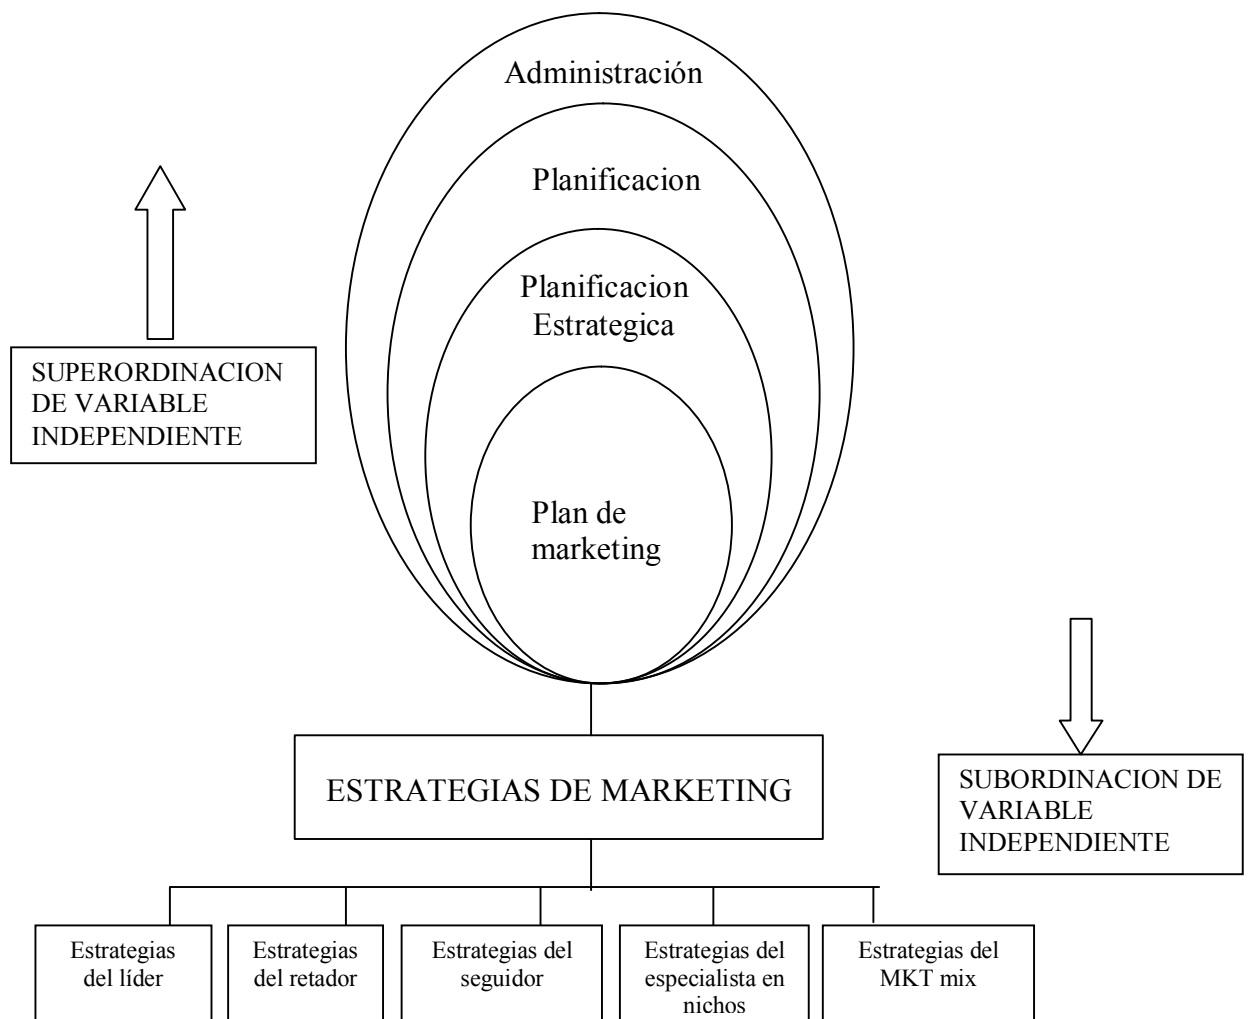 Administración
Planificacion
Planificacion
Estrategica
SUPERORDINACION
DE VARIABLE
INDEPENDIENTE
Plan de
marketing
ESTRATEGIAS DE MARKETING
SUBORDINACION DE
VARIABLE
INDEPENDIENTE
Estrategias
del líder
Estrategias
del retador
Estrategias del
seguidor
Estrategias del
especialista en
nichos
Estrategias del
MKT mix